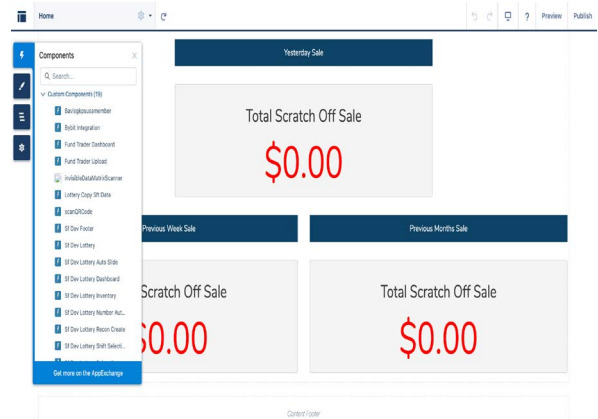 Home
?
Preview
Publish
Components
Search...
Custom Components (19)
Bybit Integration
Fund Trader Dashboard
Fund Trader Upload
invisibleDataMatrixScanner
Lottery Copy Sft Data
scanQRCode
Sf Dev Footer
Sf Dev Lottery
Sf Dev Lottery Auto Slide
Sf Dev Lottery Dashboard
Sf Dev Lottery Inventory
Sf Dev Lottery Number Aut...
Sf Dev Lottery Recon Create
Sf Dev Lottery Shift Selecti...
Get more on the AppExchange
Yesterday Sale
Total Scratch Off Sale
$0.00
Previous Week Sale
Scratch Off Sale
$0.00
Previous Months Sale
Total Scratch Off Sale
$0.00
Content Footer